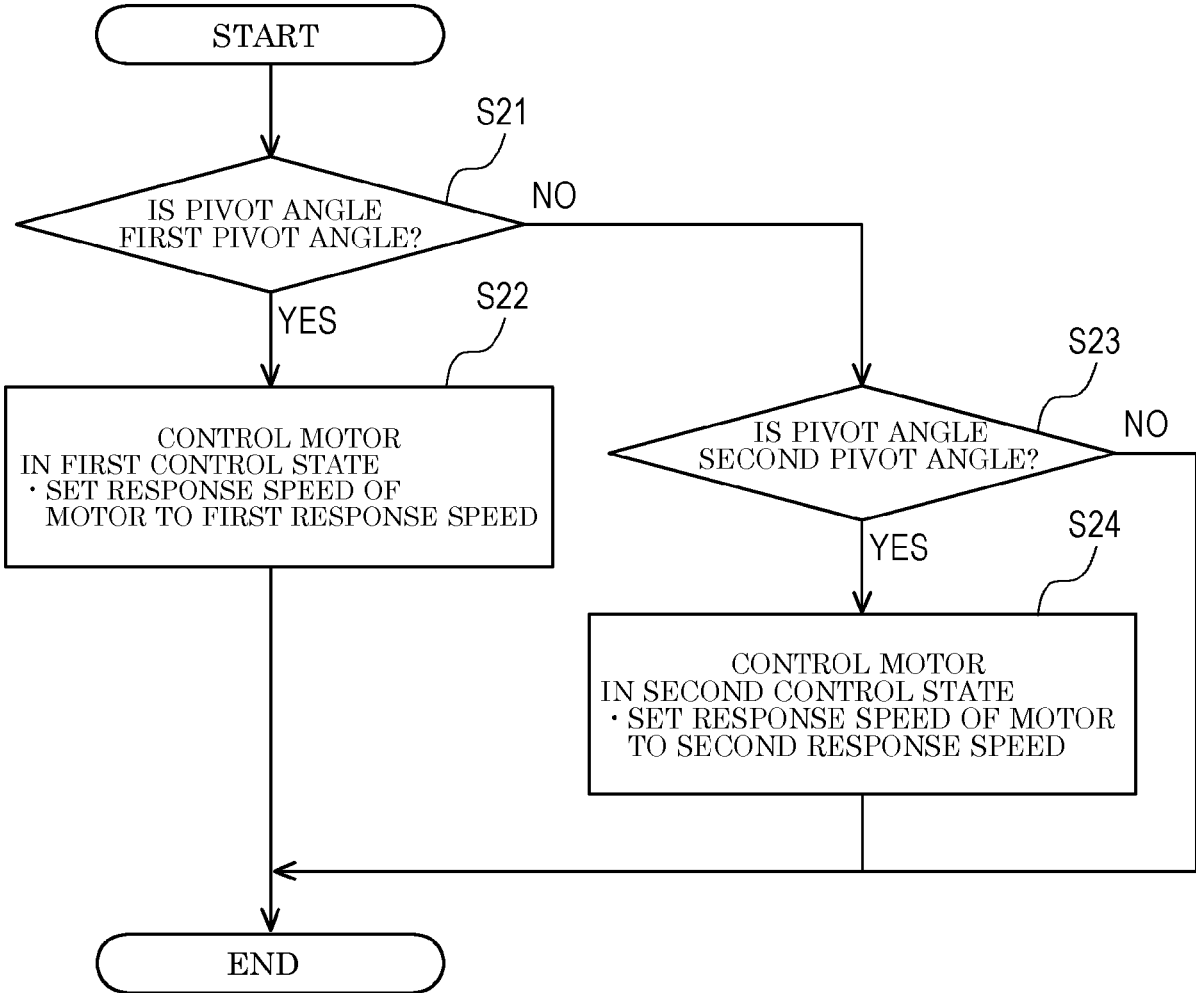 START
S21
IS PIVOT ANGLE
FIRST PIVOT ANGLE?
NO
YES
S22
CONTROL MOTOR
IN FIRST CONTROL STATE
・SET RESPONSE SPEED OF
MOTOR TO FIRST RESPONSE SPEED
S23
IS PIVOT ANGLE
SECOND PIVOT ANGLE?
NO
YES
S24
CONTROL MOTOR
IN SECOND CONTROL STATE
・SET RESPONSE SPEED OF MOTOR
TO SECOND RESPONSE SPEED
END